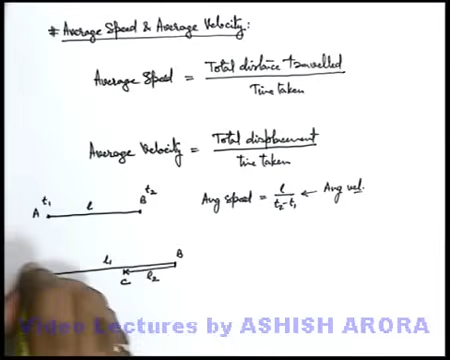 # Average Speed & Average Velocity:
Average Speed = Total distance travelled / Time taken
Average Velocity = Total displacement / time taken
t₁ t₂
A l B
Avg speed = l / t₂-t₁ ← Avg vel.
l₁ B
C l₂
Video Lectures by ASHISH ARORA